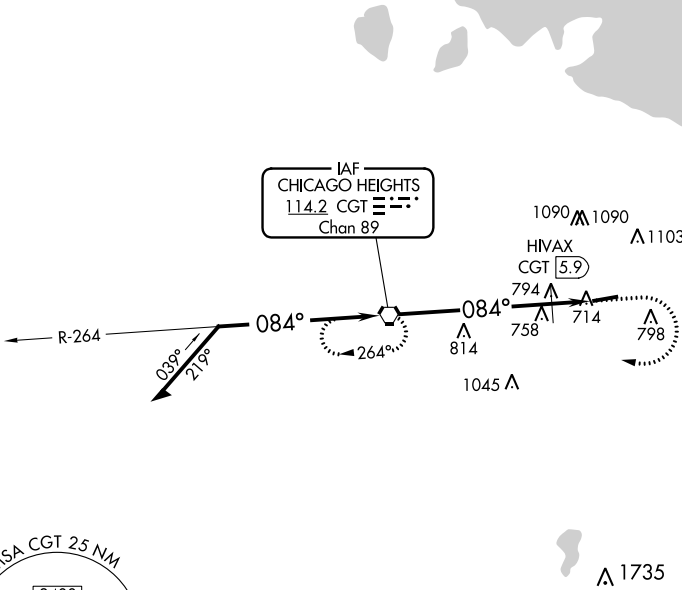 IAF
CHICAGO HEIGHTS
114.2 CGT
Chan 89
1090 1090
1103
HIVAX
CGT 5.9
794
R-264
084°
084°
758
714
798
039°
219°
264°
814
1045
MSA CGT 25 NM
1735